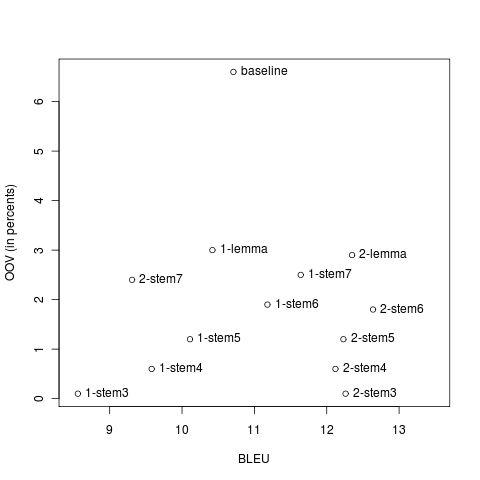 baseline
6
5
4
OOV (in percents)
3
1-lemma
2-lemma
2-stem7
1-stem7
2
1-stem6
2-stem6
1-stem5
2-stem5
1
1-stem4
2-stem4
0
1-stem3
2-stem3
9 10 11 12 13
BLEU